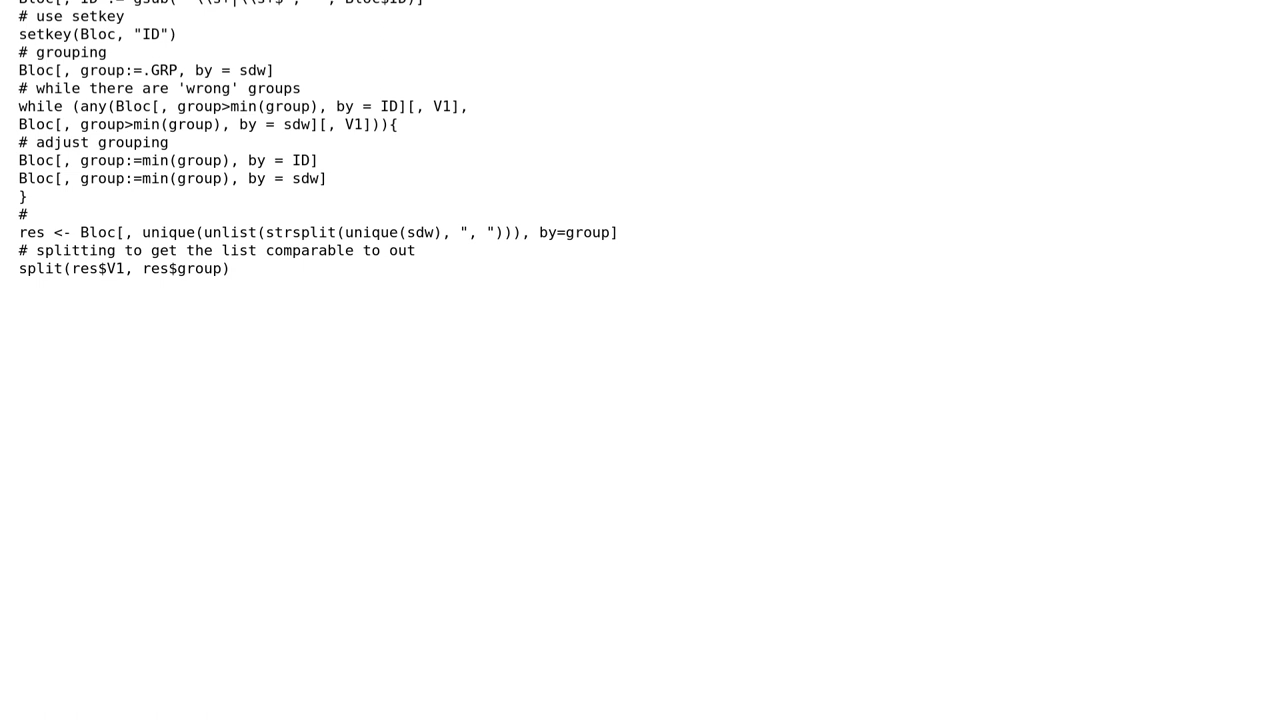 # use setkey
setkey(Bloc, "ID")
# grouping
Bloc[, group:=.GRP, by = sdw]
# while there are 'wrong' groups
while (any(Bloc[, group>min(group), by = ID][, V1],
Bloc[, group>min(group), by = sdw][, V1])){
# adjust grouping
Bloc[, group:=min(group), by = ID]
Bloc[, group:=min(group), by = sdw]
}
#
res <- Bloc[, unique(unlist(strsplit(unique(sdw), ", "))), by=group]
# splitting to get the list comparable to out
split(res$V1, res$group)